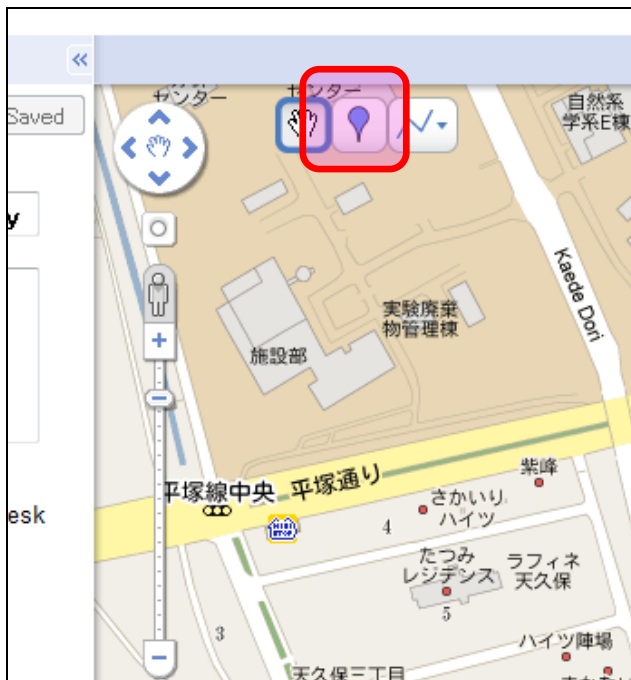 センター
センター
自然系
学系E棟
Saved
y
Kaede Dori
実験廃棄
物管理棟
施設部
平塚線中央
平塚通り
紫峰
さかいり
ハイツ
esk
MINI
STOP
4
たつみ
レジデンス
ラフィネ
天久保
5
3
ハイツ陣場
天久保三丁目